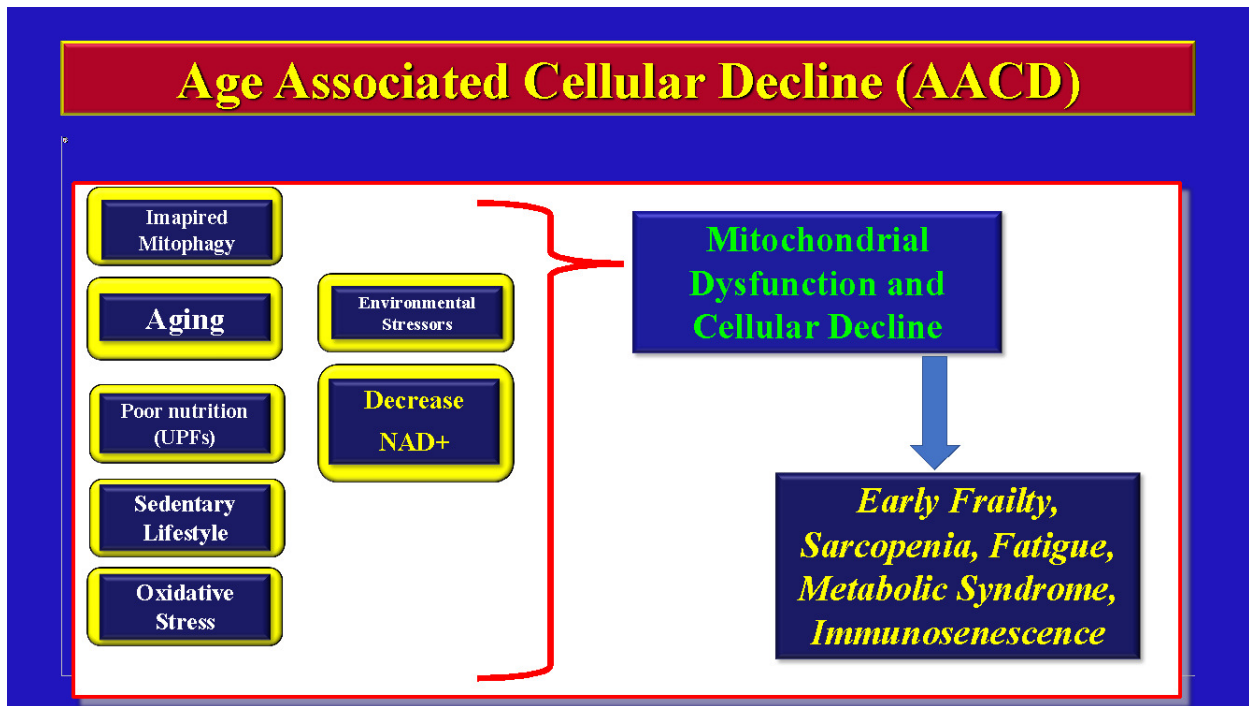 Age Associated Cellular Decline (AACD)
Imapired
Mitophagy
Aging
Poor nutrition
(UPFs)
Sedentary
Lifestyle
Oxidative
Stress
Environmental
Stressors
Decrease
NAD+
Mitochondrial
Dysfunction and
Cellular Decline
Early Frailty,
Sarcopenia, Fatigue,
Metabolic Syndrome,
Immunosenescence